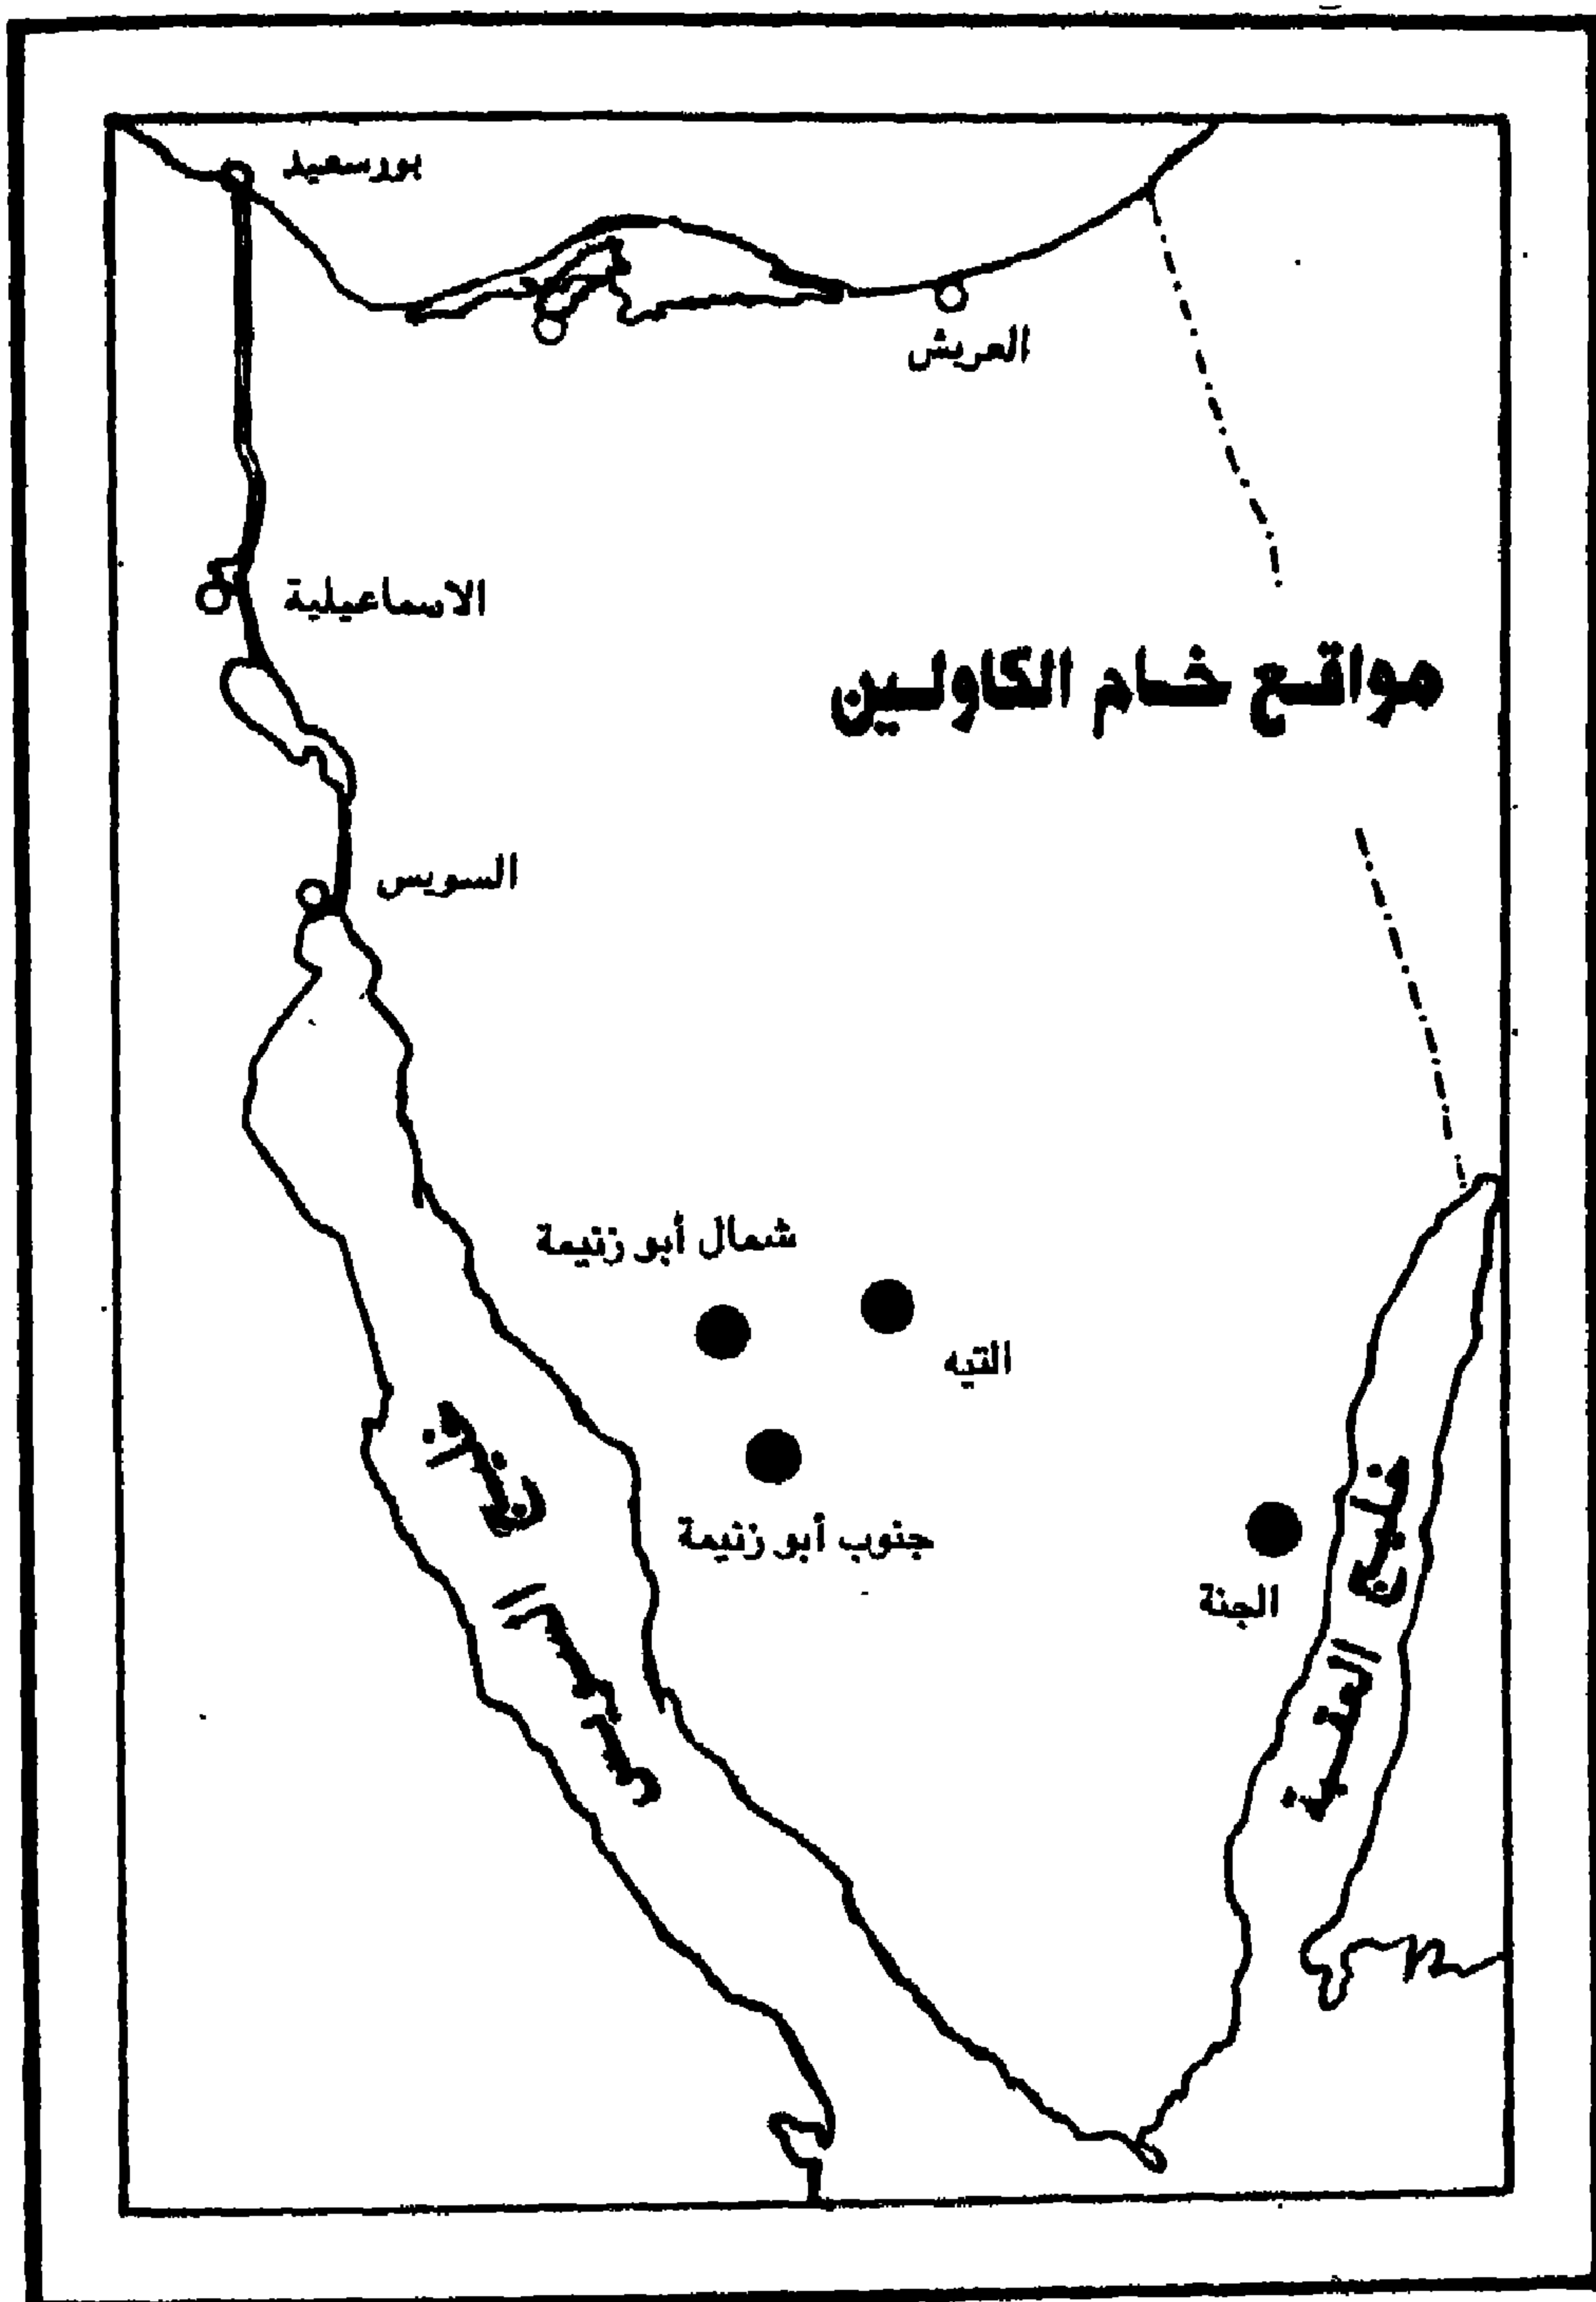 بورسعيد
العريش
الاسماعيلية
مواقع خام الكاولين
السويس
شمال أبو زنيمة
التيه
جنوب أبو زنيمة
الجنة
خليج السويس
خليج العقبة